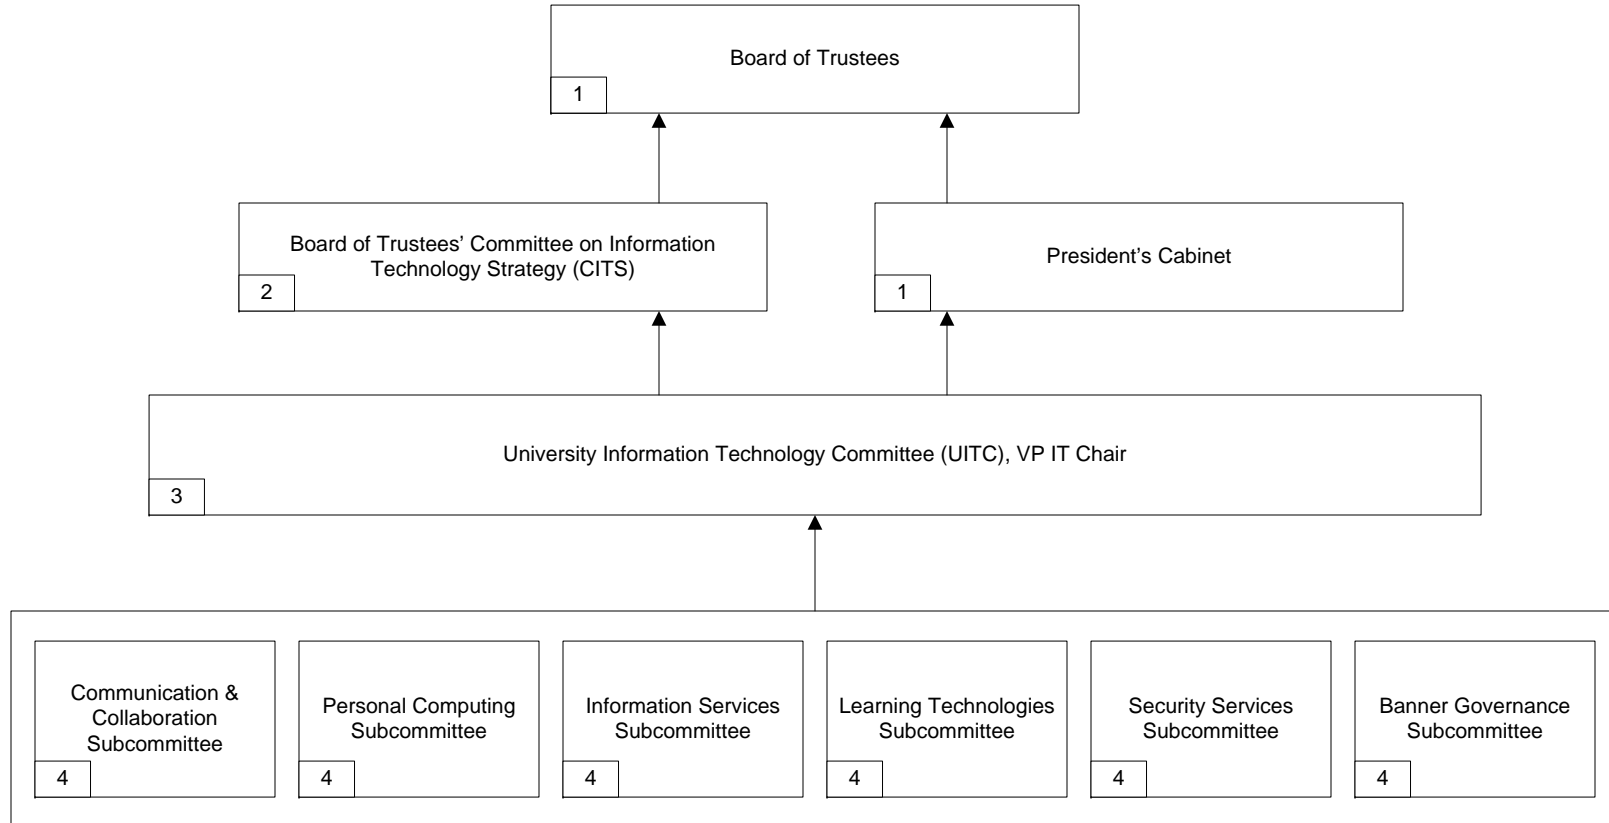 Board of Trustees
1
Board of Trustees’ Committee on Information
Technology Strategy (CITS)
2
President’s Cabinet
1
University Information Technology Committee (UITC), VP IT Chair
3
Communication &
Collaboration
Subcommittee
4
Personal Computing
Subcommittee
4
Information Services
Subcommittee
4
Learning Technologies
Subcommittee
4
Security Services
Subcommittee
4
Banner Governance
Subcommittee
4